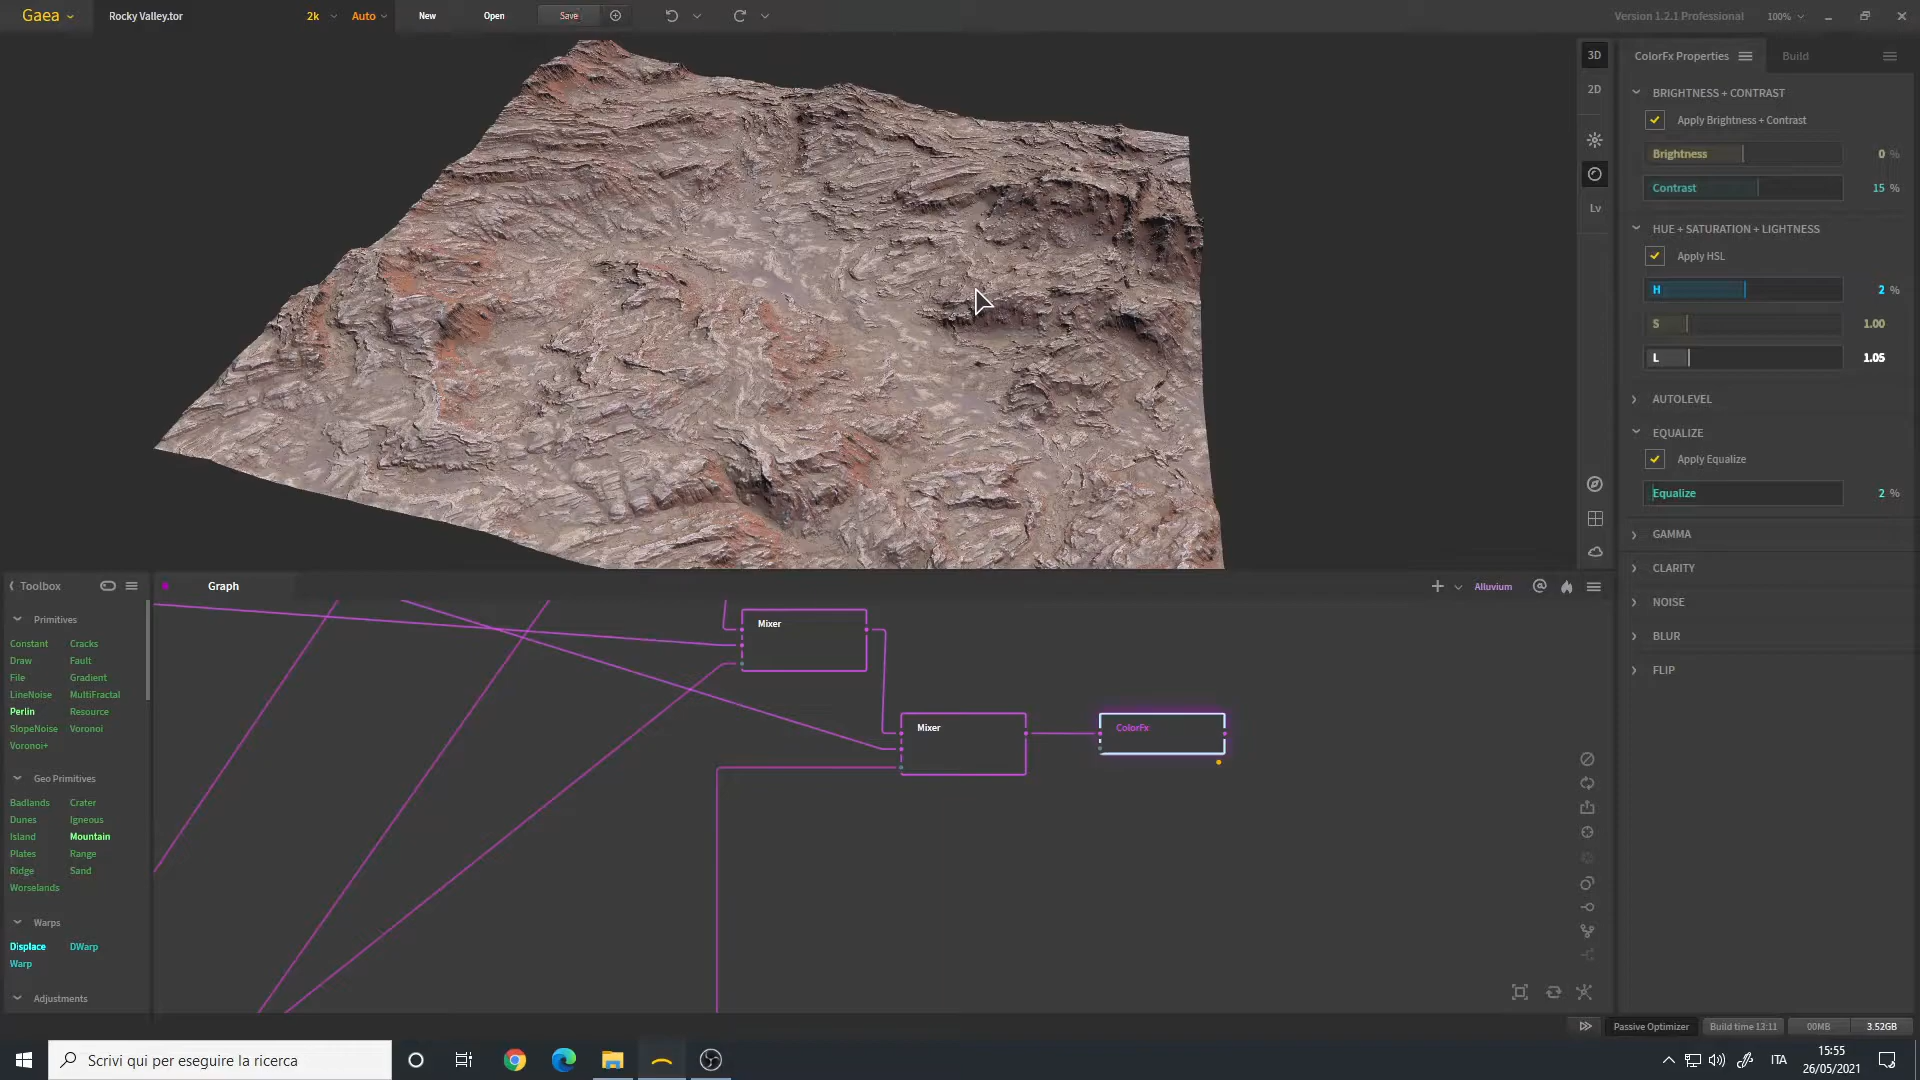 Gaea
Rocky Valley.tor
2k
Auto
New
Open
Save
Version 1.2.1 Professional
100%
3D
2D
Lv
ColorFx Properties
Build
BRIGHTNESS + CONTRAST
Apply Brightness + Contrast
Brightness 0 %
Contrast 15 %
HUE + SATURATION + LIGHTNESS
Apply HSL
H 2 %
S 1.00
L 1.05
AUTOLEVEL
EQUALIZE
Apply Equalize
Equalize 2 %
GAMMA
CLARITY
NOISE
BLUR
FLIP
Toolbox
Primitives
Constant Cracks
Draw Fault
File Gradient
LineNoise MultiFractal
Perlin Resource
SlopeNoise Voronoi
Voronoi+
Geo Primitives
Badlands Crater
Dunes Igneous
Island Mountain
Plates Range
Ridge Sand
Worselands
Warps
Displace DWarp
Warp
Adjustments
Graph
Alluvium
Mixer
Mixer
ColorFx
Passive Optimizer
Build time 13:11
00MB
3.52GB
Scrivi qui per eseguire la ricerca
ITA
15:55
26/05/2021